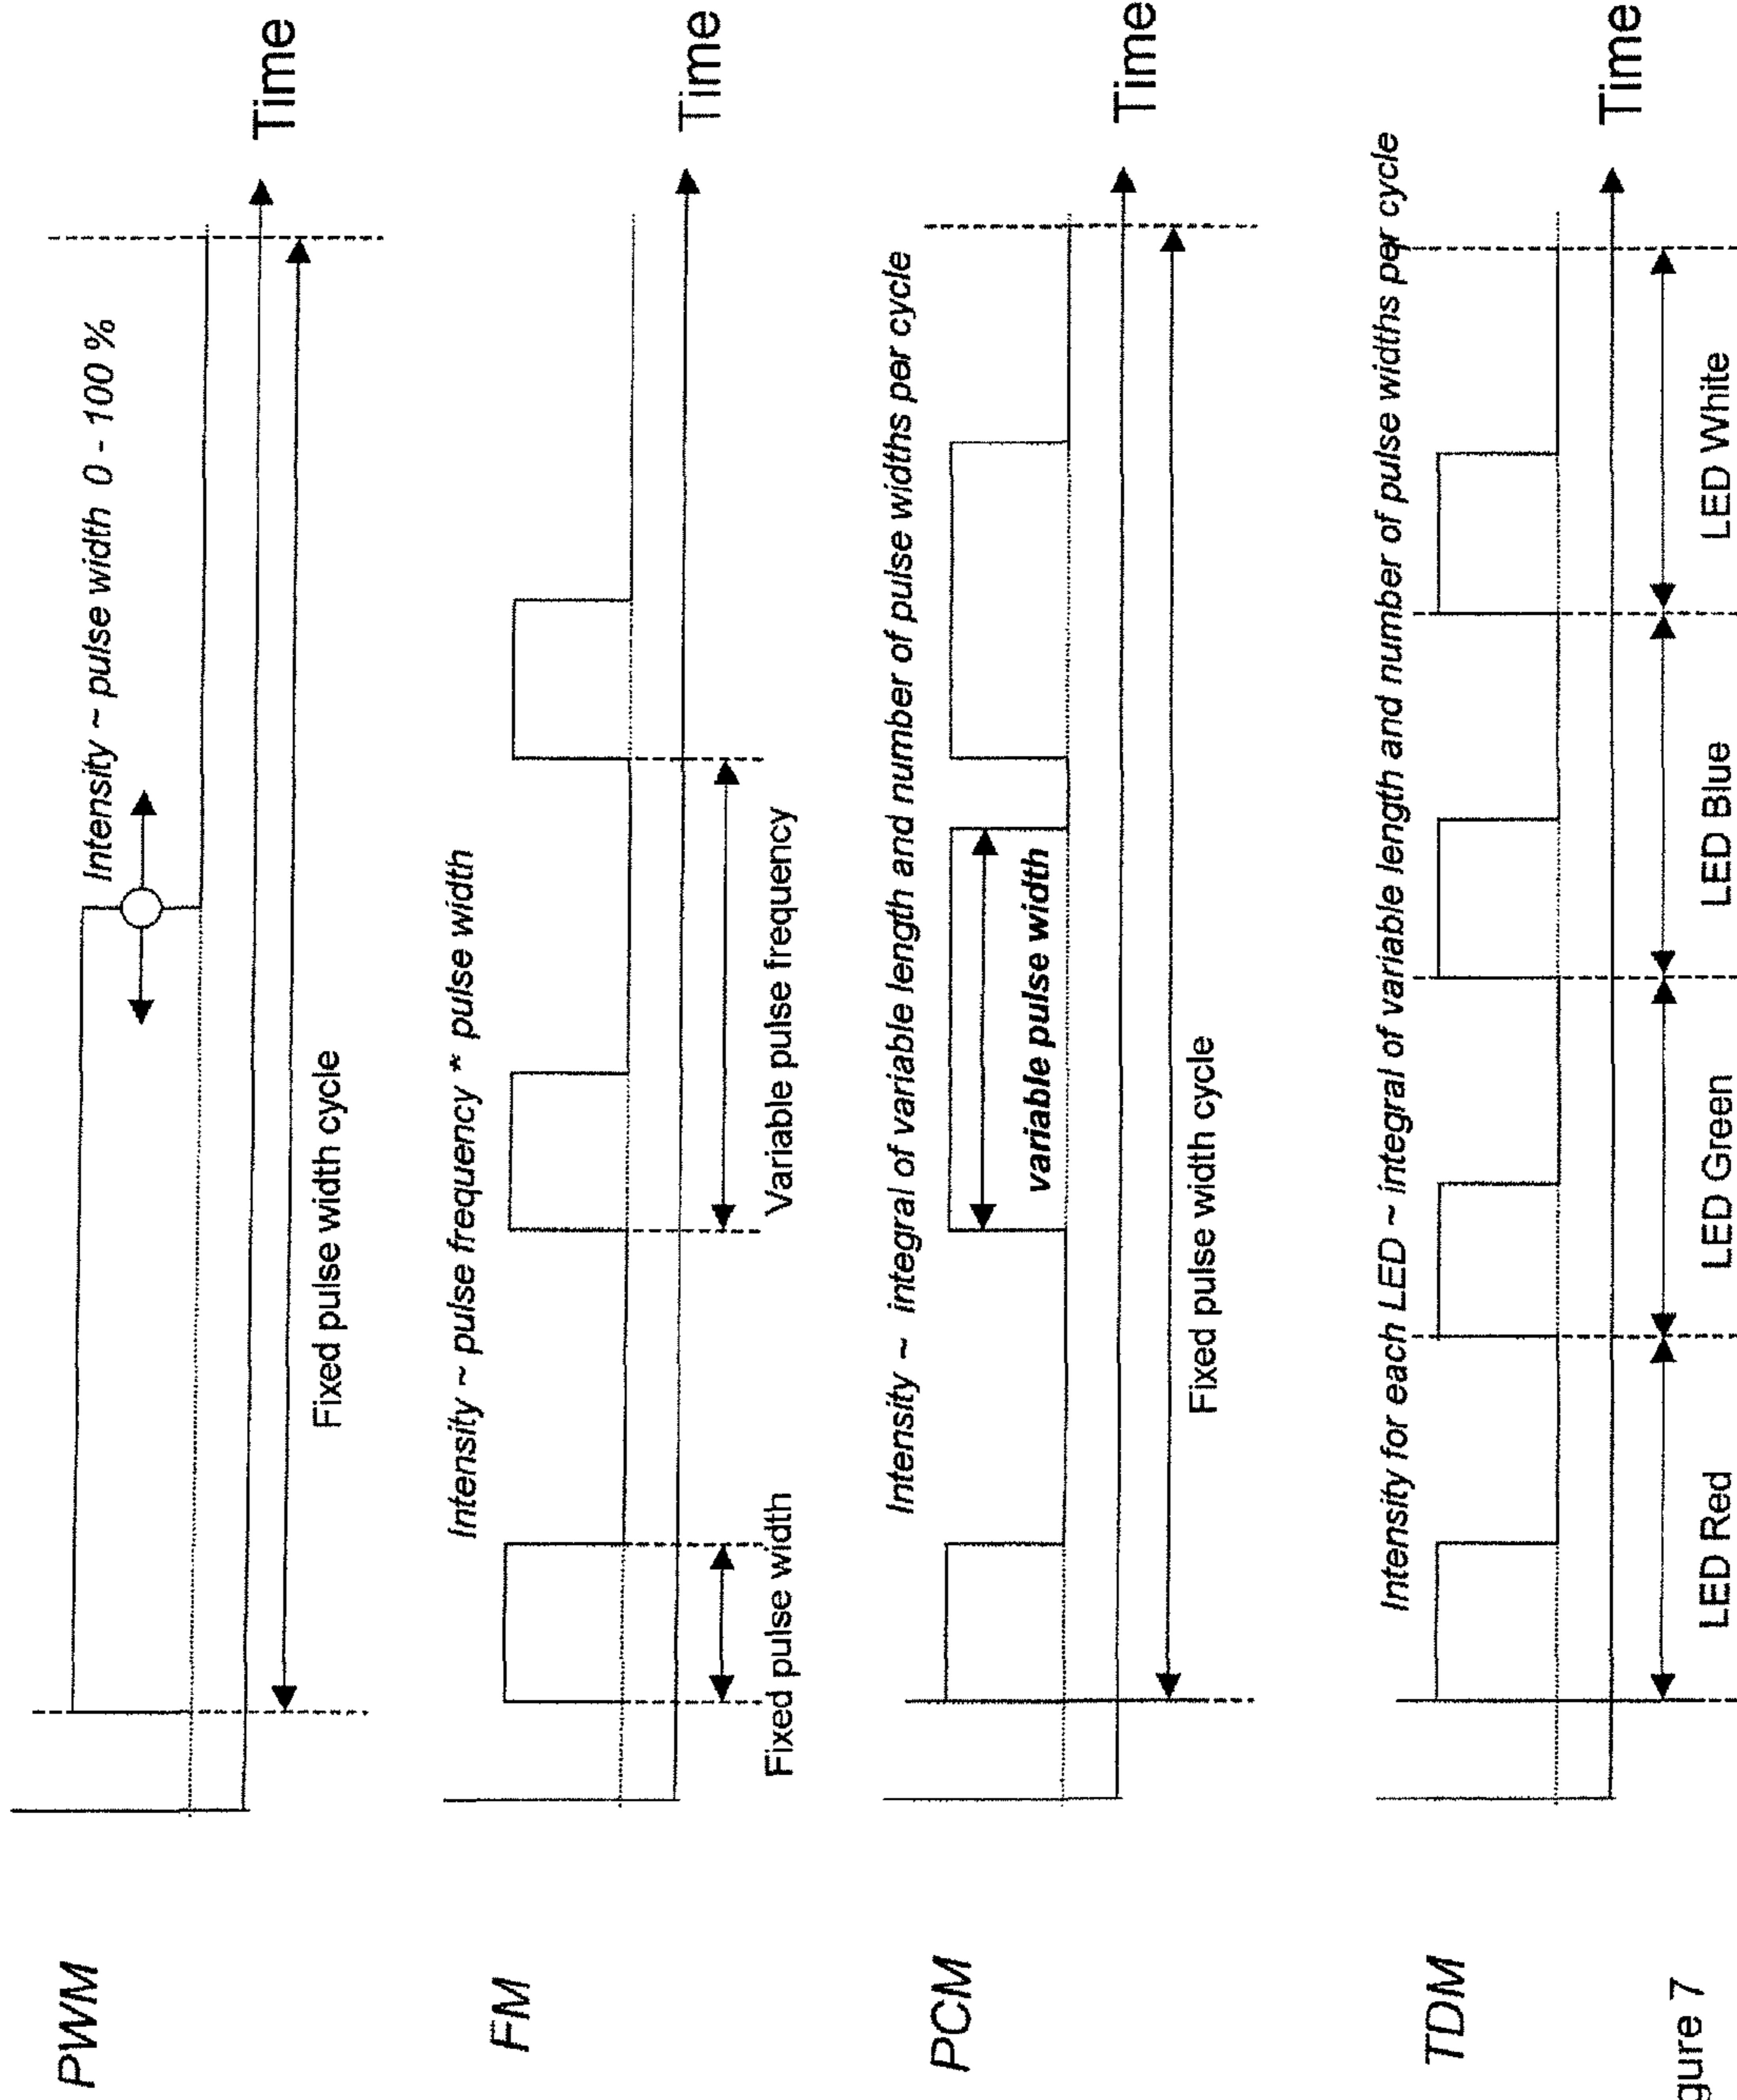 PWM
Intensity ~ pulse width 0 - 100 %
Time
Fixed pulse width cycle
FM
Intensity ~ pulse frequency * pulse width
Time
Fixed pulse width
Variable pulse frequency
PCM
Intensity ~ integral of variable length and number of pulse widths per cycle
variable pulse width
Time
Fixed pulse width cycle
TDM
Intensity for each LED ~ integral of variable length and number of pulse widths per cycle
Time
LED Red
LED Green
LED Blue
LED White
gure 7